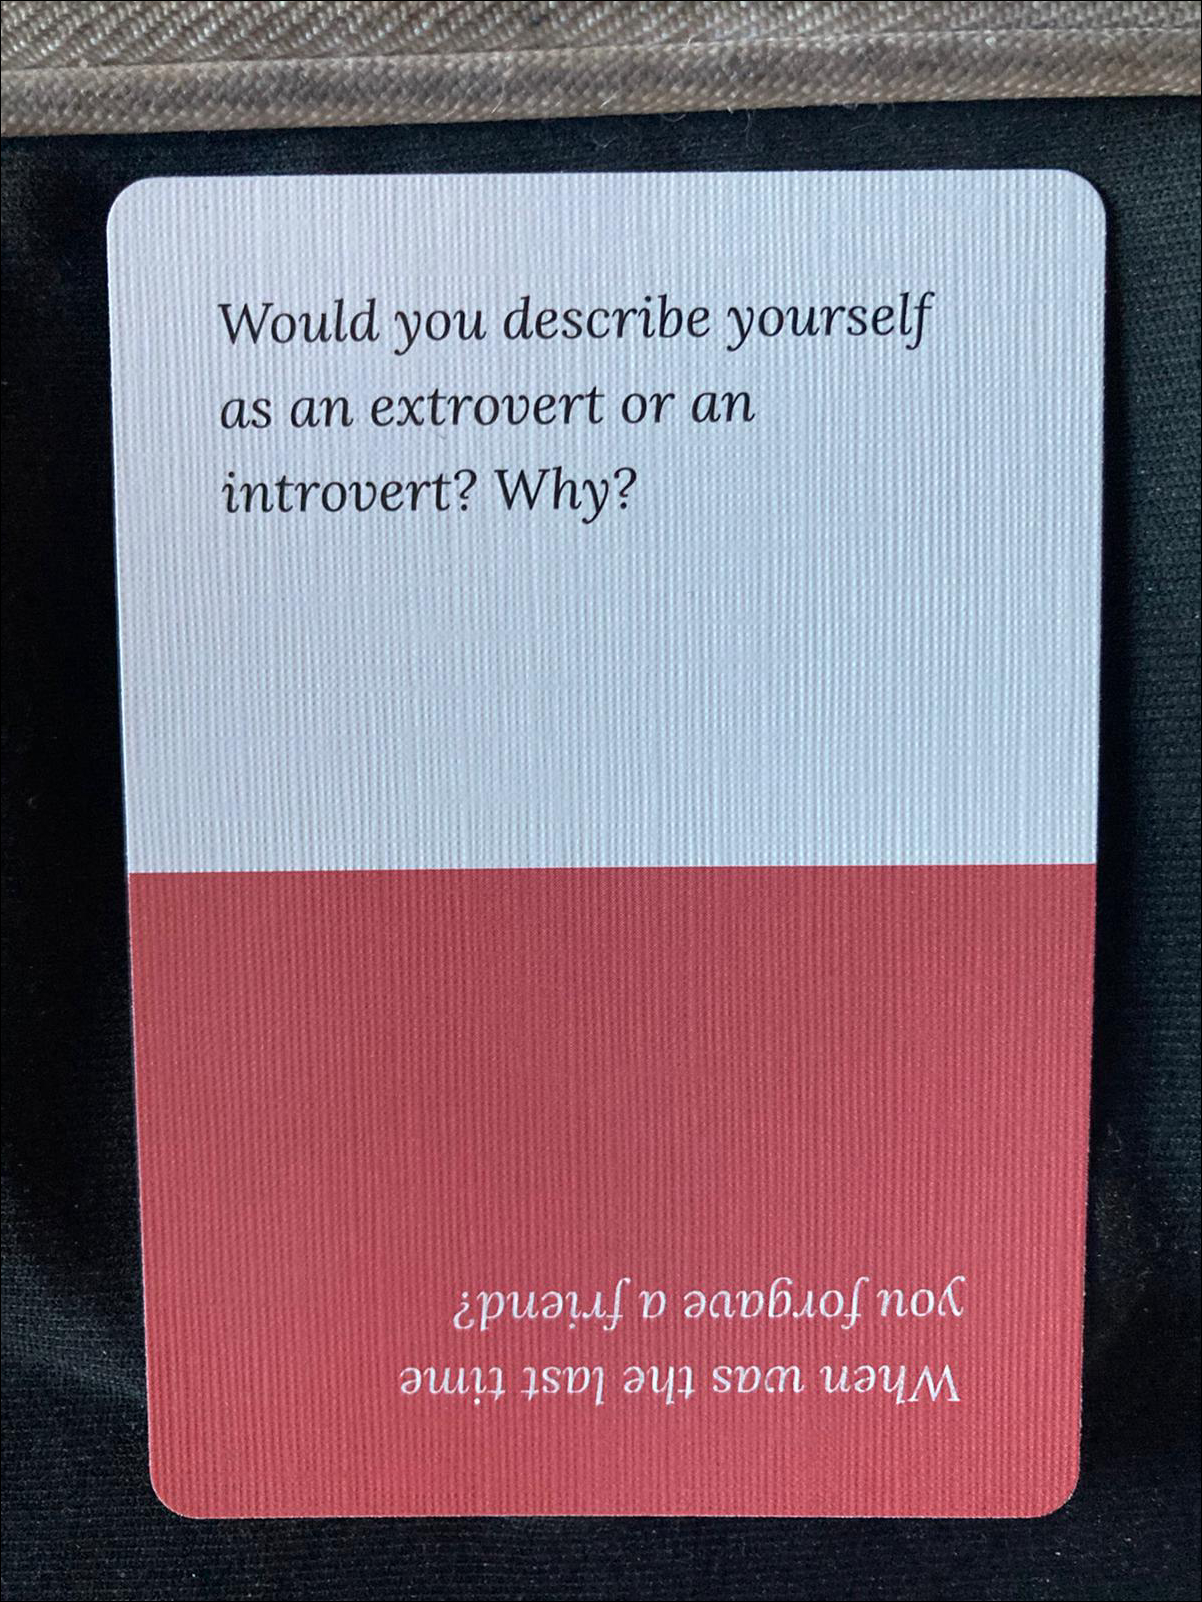 Would you describe yourself
as an extrovert or an
introvert? Why?
When was the last time
you forgave a friend?